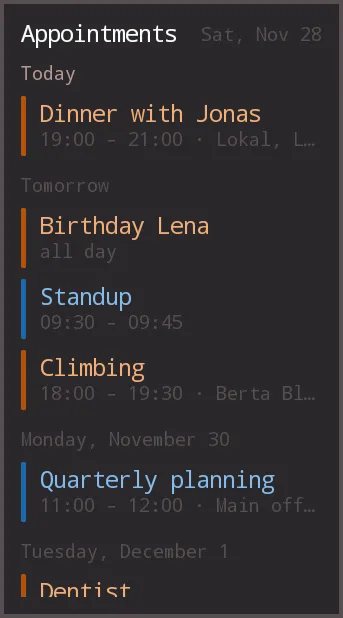 Appointments Sat, Nov 28
Today
Dinner with Jonas
19:00 – 21:00 · Lokal, L…
Tomorrow
Birthday Lena
all day
Standup
09:30 – 09:45
Climbing
18:00 – 19:30 · Berta Bl…
Monday, November 30
Quarterly planning
11:00 – 12:00 · Main off…
Tuesday, December 1
Dentist